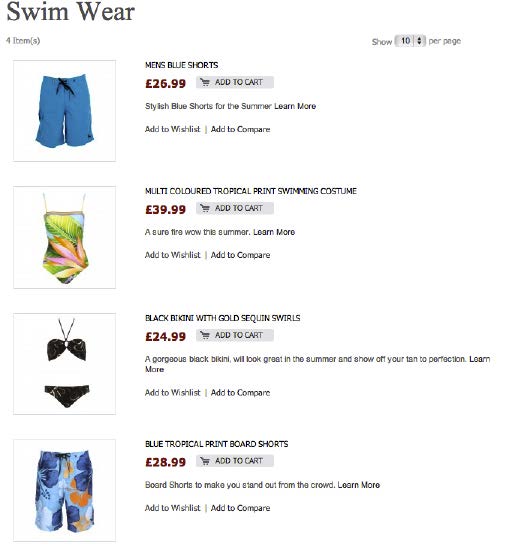 Swim Wear
4 Item(s)
Show 10 per page
MENS BLUE SHORTS
£26.99 ADD TO CART
Stylish Blue Shorts for the Summer Learn More
Add to Wishlist | Add to Compare
MULTI COLOURED TROPICAL PRINT SWIMMING COSTUME
£39.99 ADD TO CART
A sure fire wow this summer. Learn More
Add to Wishlist | Add to Compare
BLACK BIKINI WITH GOLD SEQUIN SWIRLS
£24.99 ADD TO CART
A gorgeous black bikini, will look great in the summer and show off your tan to perfection. Learn
More
Add to Wishlist | Add to Compare
BLUE TROPICAL PRINT BOARD SHORTS
£28.99 ADD TO CART
Board Shorts to make you stand out from the crowd. Learn More
Add to Wishlist | Add to Compare